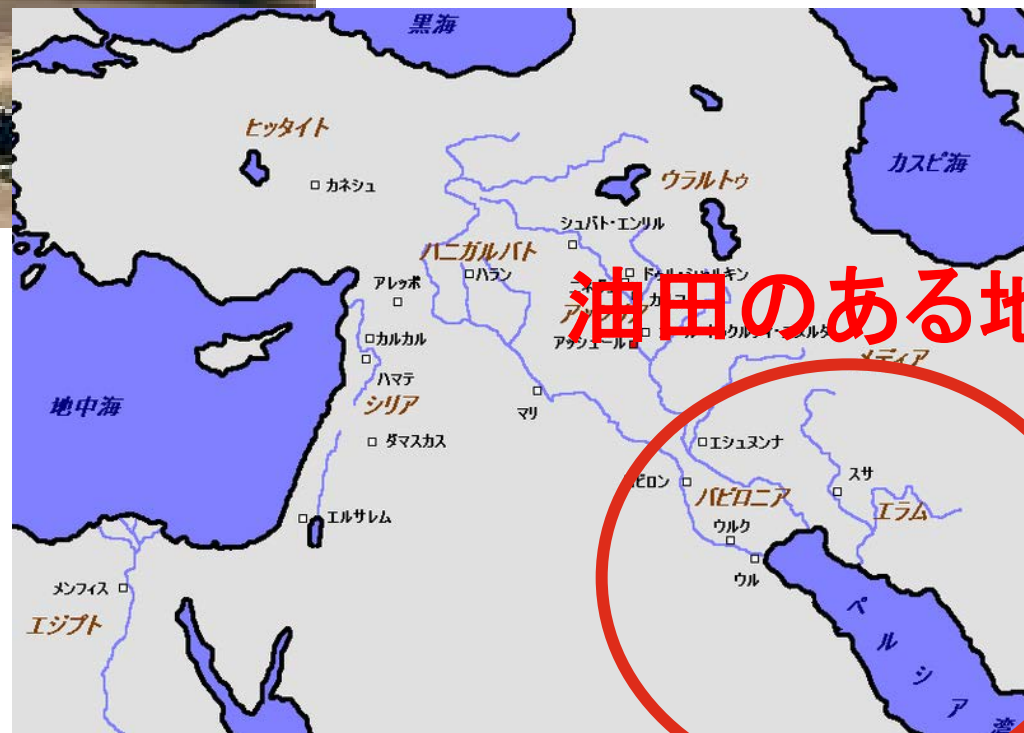 黒海
ヒッタイト
カスピ海
カネシュ
ウラルトゥ
シュバト・エンリル
ハニガルバト
ハラン
アレッポ
油田のある地
カルカル
アッシュール
ハマテ
メディア
シリア
地中海
マリ
ダマスカス
エシュヌンナ
スサ
バビロニア
エラム
エルサレム
ウルク
ウル
メンフィス
エジプト
ペルシア湾